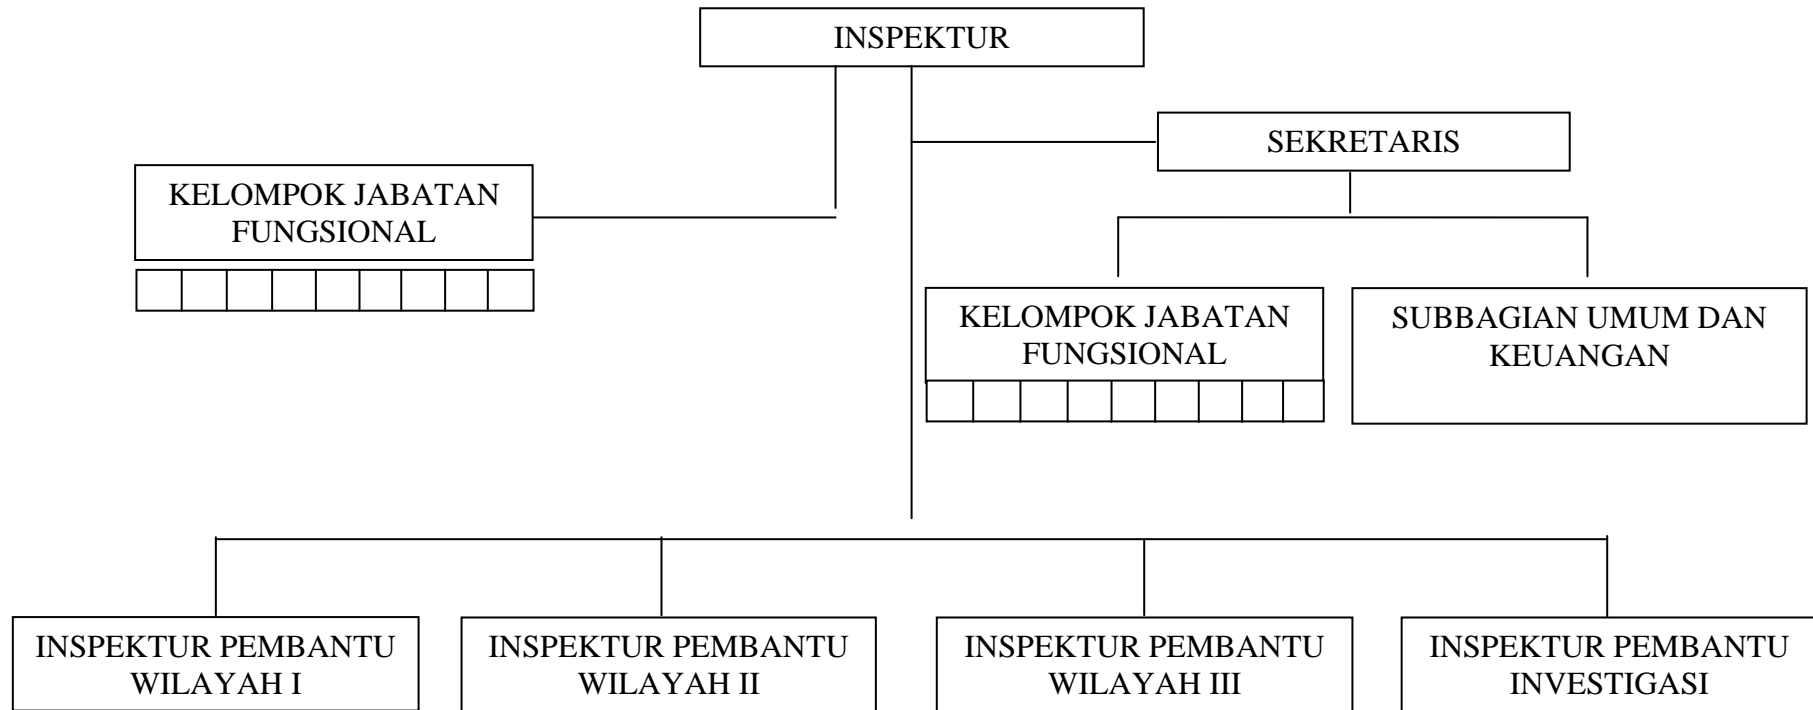 INSPEKTUR
SEKRETARIS
KELOMPOK JABATAN
FUNGSIONAL
KELOMPOK JABATAN
FUNGSIONAL
SUBBAGIAN UMUM DAN
KEUANGAN
INSPEKTUR PEMBANTU
WILAYAH I
INSPEKTUR PEMBANTU
WILAYAH II
INSPEKTUR PEMBANTU
WILAYAH III
INSPEKTUR PEMBANTU
INVESTIGASI